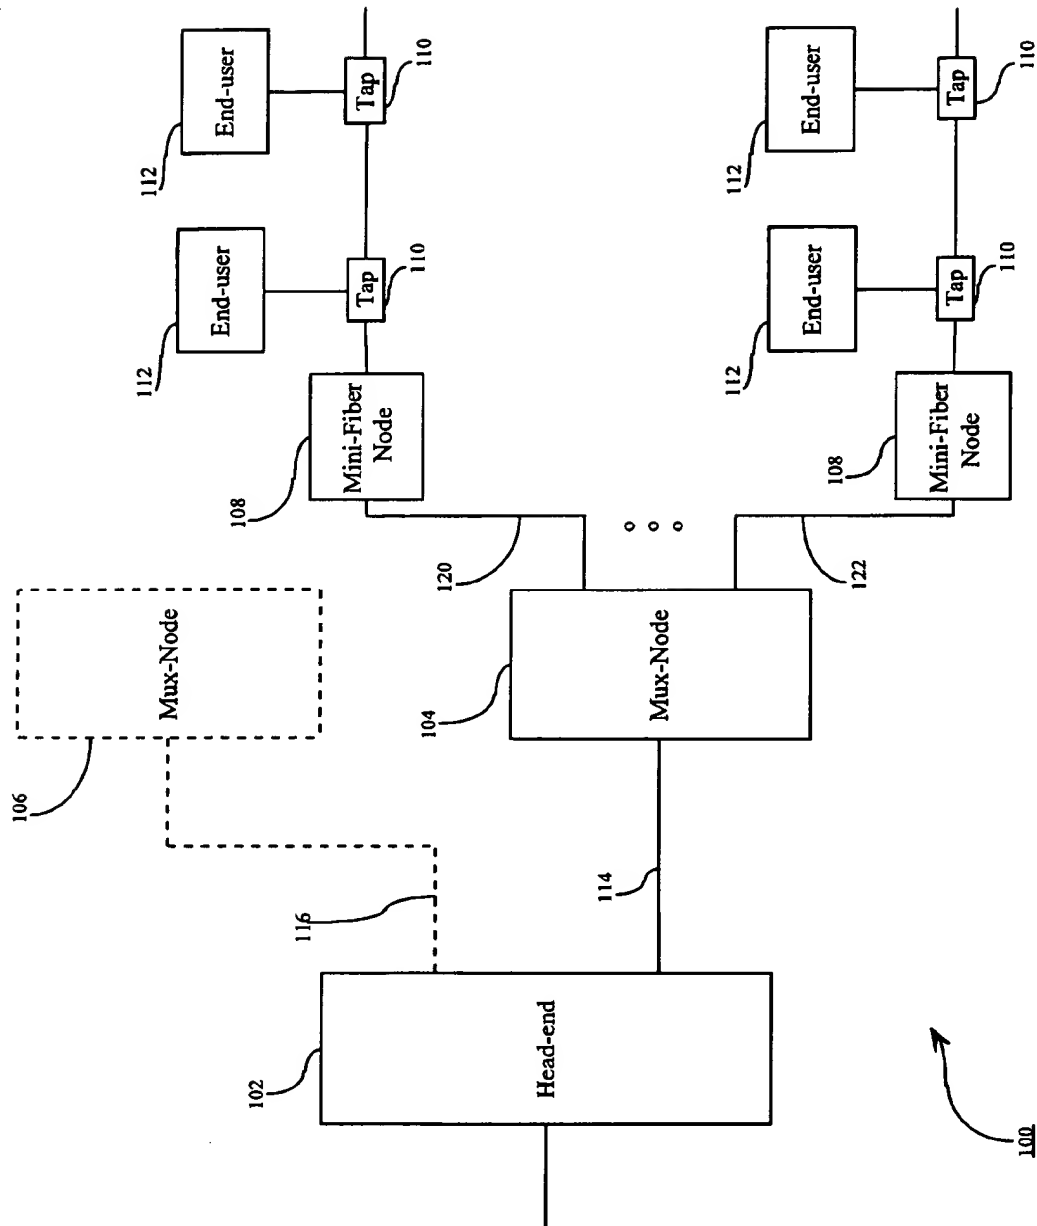 106
Mux-Node
112
End-user
112
End-user
Tap
110
Tap
110
108
Mini-Fiber
Node
116
120
102
Head-end
114
104
Mux-Node
122
112
End-user
112
End-user
Tap
110
Tap
110
108
Mini-Fiber
Node
100